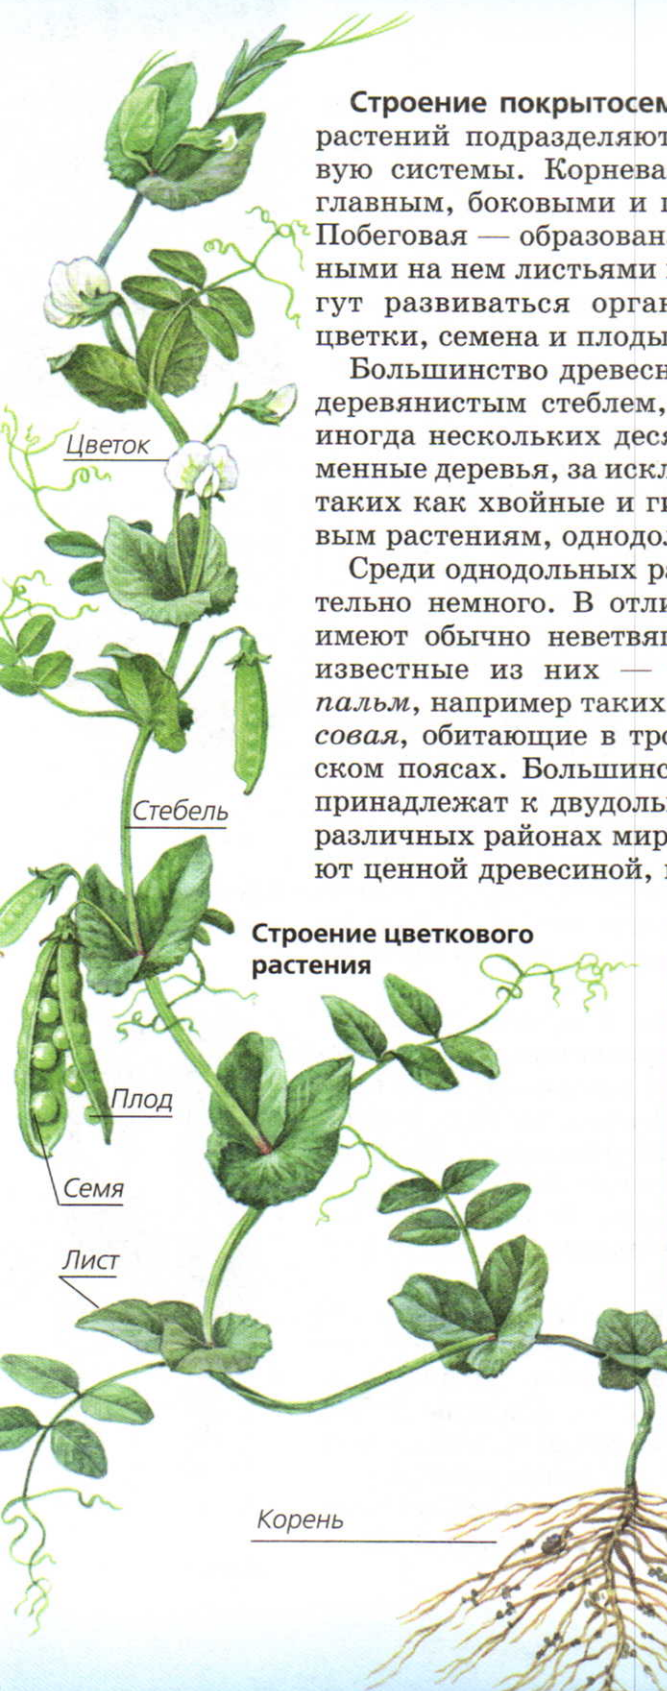 Строение покрытосем
растений подразделяют
вую системы. Корнева
главным, боковыми и
Побеговая — образован
ными на нем листьями
гут развиваться орган
цветки, семена и плоды
Большинство древесн
деревянистым стеблем,
иногда нескольких деся
менные деревья, за искл
таких как хвойные и ги
вым растениям, однодол
Среди однодольных ра
тельно немного. В отли
имеют обычно неветвящ
известные из них —
пальм, например таких
совая, обитающие в тро
ском поясах. Большинс
принадлежат к двудоль
различных районах мир
ют ценной древесиной,
Цветок
Стебель
Строение цветкового
растения
Плод
Семя
Лист
Корень